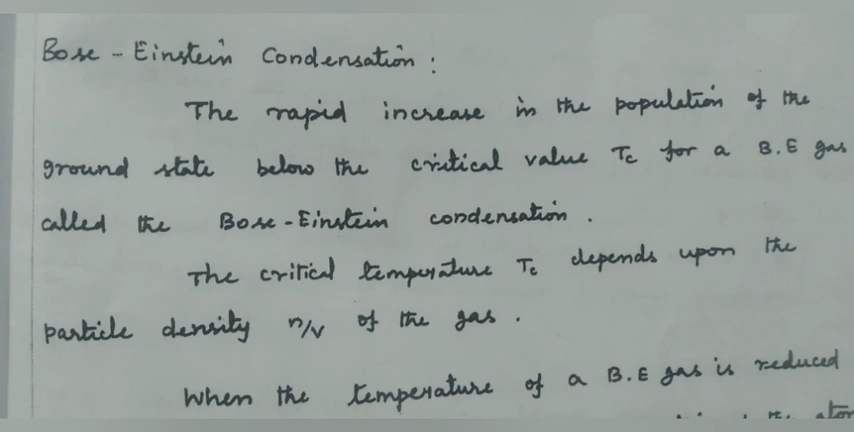 Bose - Einstein Condensation :
The rapid increase in the population of the
ground state below the critical value Tc for a B.E gas
called the Bose - Einstein condensation .
The critical temperature Tc depends upon the
particle density n/v of the gas .
When the temperature of a B.E gas is reduced
the